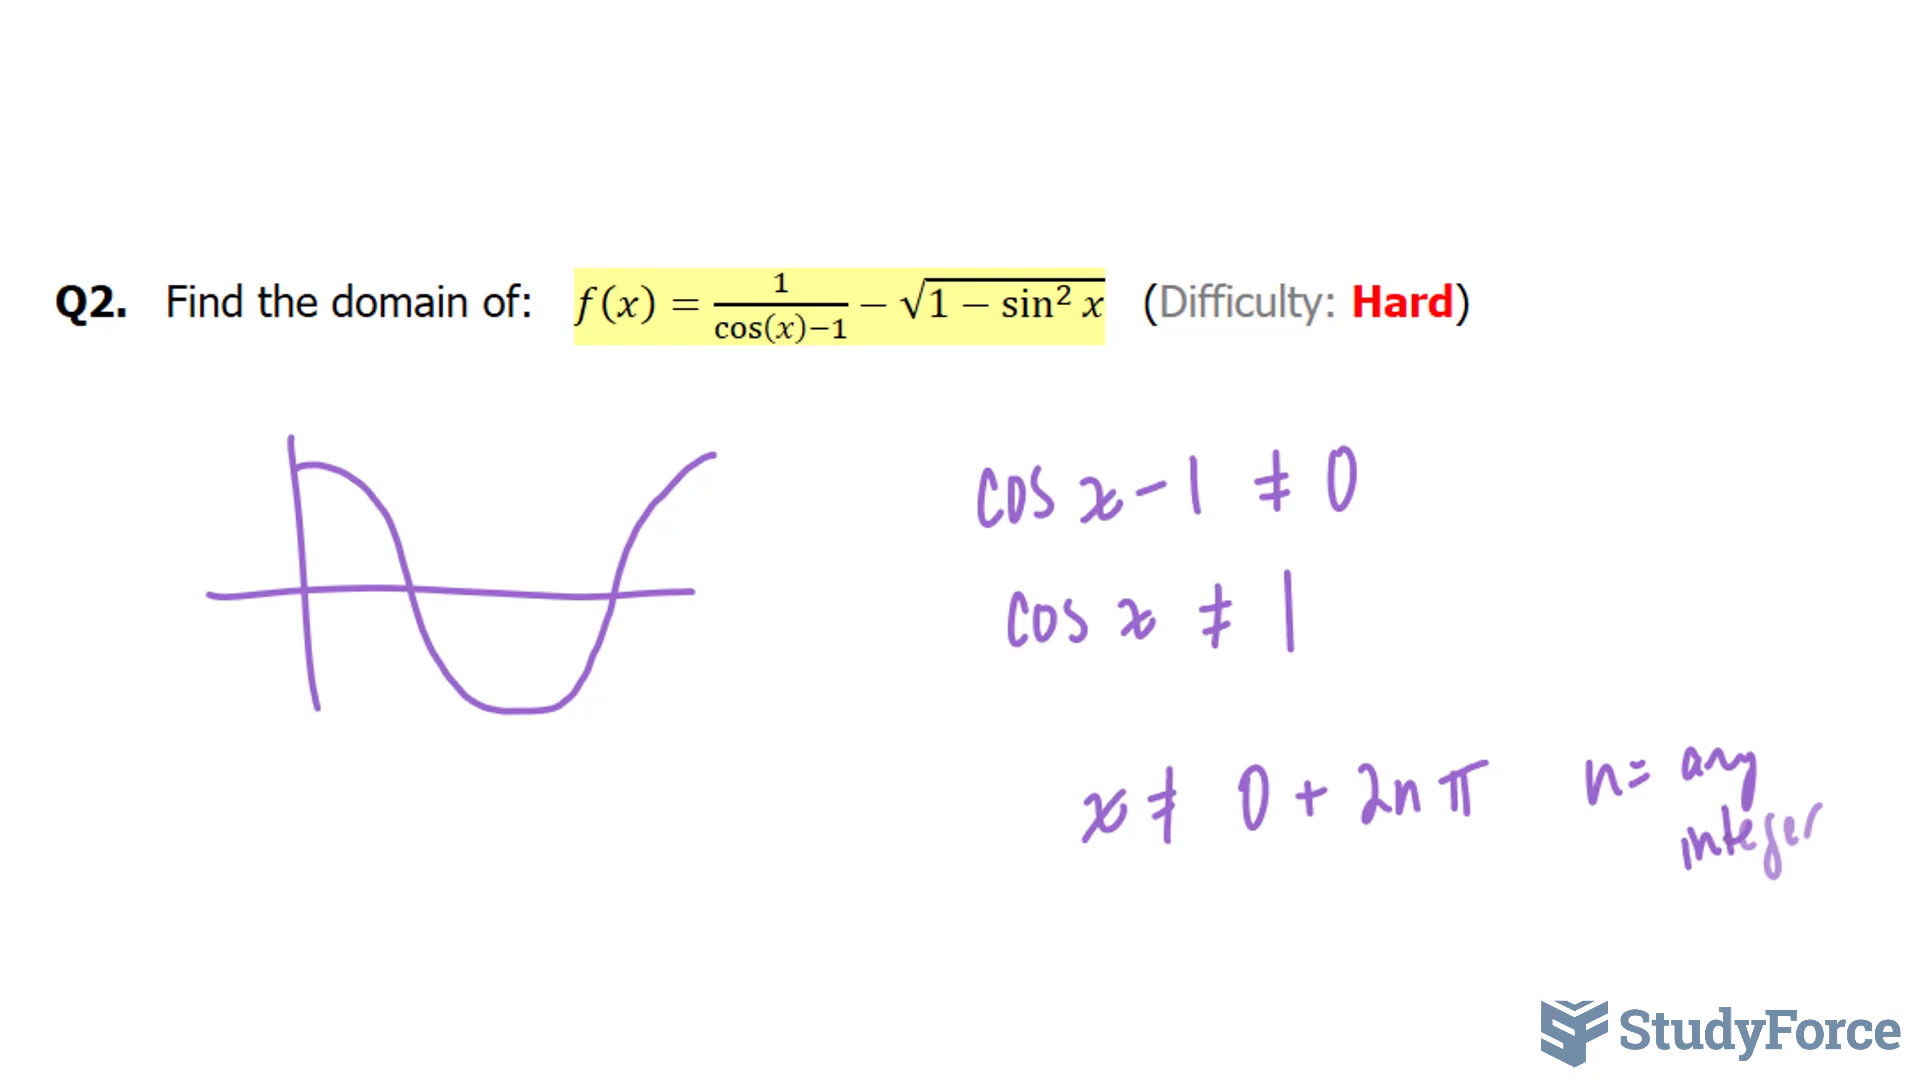 Q2. Find the domain of: f(x) = 1/(cos(x)−1) − √(1 − sin² x) (Difficulty: Hard)
cos x − 1 ≠ 0
cos x ≠ 1
x ≠ 0 + 2nπ n = any
integer
StudyForce